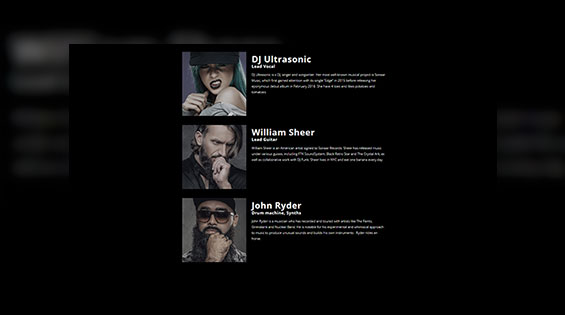 DJ Ultrasonic
Lead Vocal
DJ Ultrasonic is a DJ, singer and songwriter. Her most well-known musical project is Sonear
Music, which first gained attention with its single "Edge" in 2015 before releasing her
eponymous debut album in February 2016. She have 4 toes and likes potatoes and
tomatoes.
William Sheer
Lead Guitar
William Sheer is an American artist signed to Sonear Records. Sheer has released music
under various guises, including FTK SoundSystem, Black Retro Star and The Crystal Ark, as
well as collaborative work with DJ Funk. Sheer lives in NYC and eat one banana every day.
John Ryder
Drum machine, Synths
John Ryder is a musician who has recorded and toured with artists like The Panks,
and Nuclear Band. He is notable for his experimental and whimsical approach
to music to produce unusual sounds and builds his own instruments. Ryder rides an
horse.